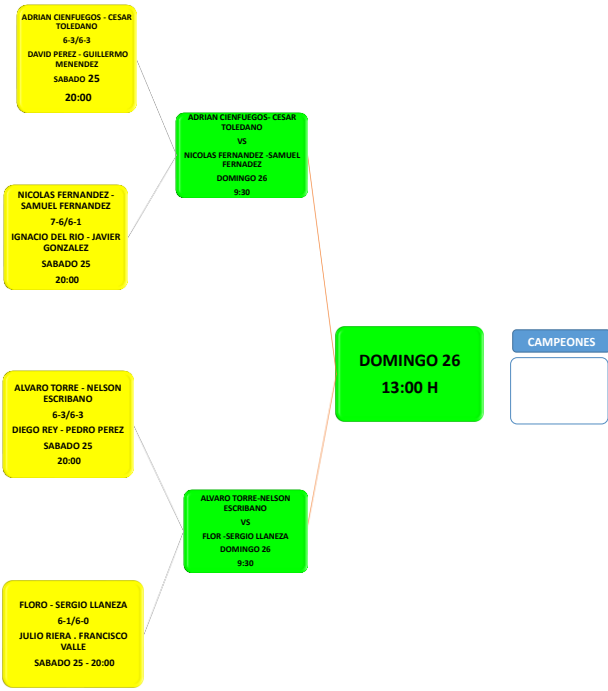 ADRIAN CIENFUEGOS - CESAR
TOLEDANO
6-3/6-3
DAVID PEREZ - GUILLERMO
MENENDEZ
SABADO 25
20:00
ADRIAN CIENFUEGOS- CESAR
TOLEDANO
VS
NICOLAS FERNANDEZ -SAMUEL
FERNADEZ
DOMINGO 26
9:30
NICOLAS FERNANDEZ -
SAMUEL FERNANDEZ
7-6/6-1
IGNACIO DEL RIO - JAVIER
GONZALEZ
SABADO 25
20:00
DOMINGO 26
13:00 H
CAMPEONES
ALVARO TORRE - NELSON
ESCRIBANO
6-3/6-3
DIEGO REY - PEDRO PEREZ
SABADO 25
20:00
ALVARO TORRE-NELSON
ESCRIBANO
VS
FLOR -SERGIO LLANEZA
DOMINGO 26
9:30
FLORO - SERGIO LLANEZA
6-1/6-0
JULIO RIERA . FRANCISCO
VALLE
SABADO 25 - 20:00